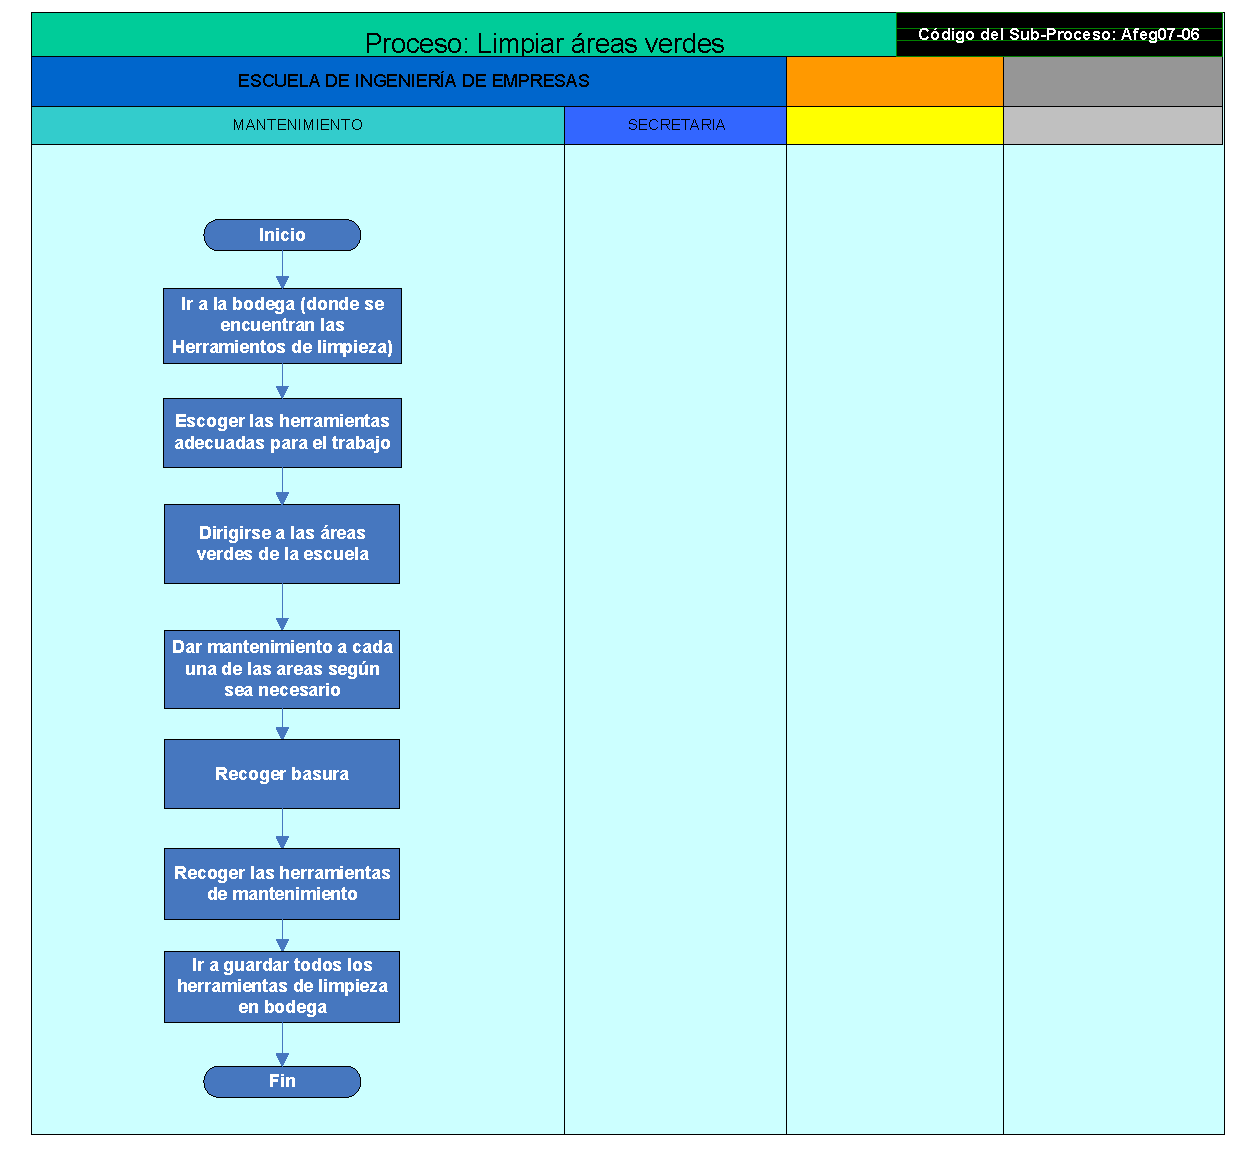 Proceso: Limpiar áreas verdes
Código del Sub-Proceso: Afeg07-06
ESCUELA DE INGENIERÍA DE EMPRESAS
MANTENIMIENTO
SECRETARIA
Inicio
Ir a la bodega (donde se
encuentran las
Herramientos de limpieza)
Escoger las herramientas
adecuadas para el trabajo
Dirigirse a las áreas
verdes de la escuela
Dar mantenimiento a cada
una de las areas según
sea necesario
Recoger basura
Recoger las herramientas
de mantenimiento
Ir a guardar todos los
herramientas de limpieza
en bodega
Fin